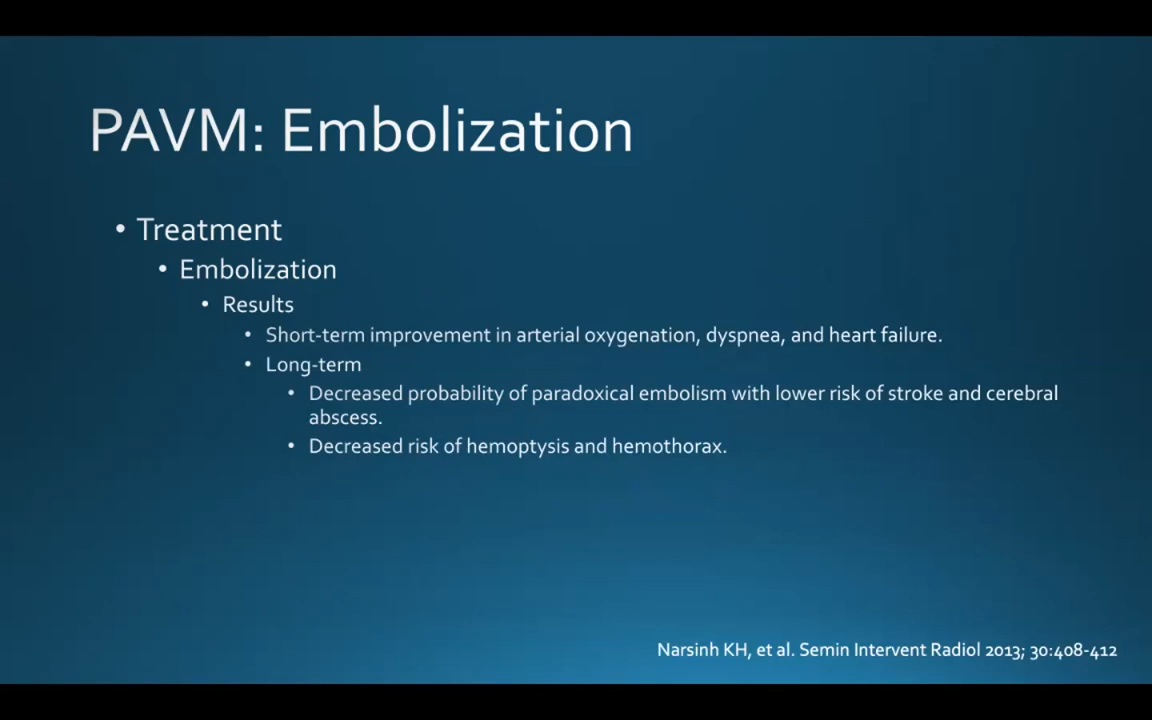 PAVM: Embolization
• Treatment
• Embolization
• Results
• Short-term improvement in arterial oxygenation, dyspnea, and heart failure.
• Long-term
• Decreased probability of paradoxical embolism with lower risk of stroke and cerebral
abscess.
• Decreased risk of hemoptysis and hemothorax.
Narsinh KH, et al. Semin Intervent Radiol 2013; 30:408-412